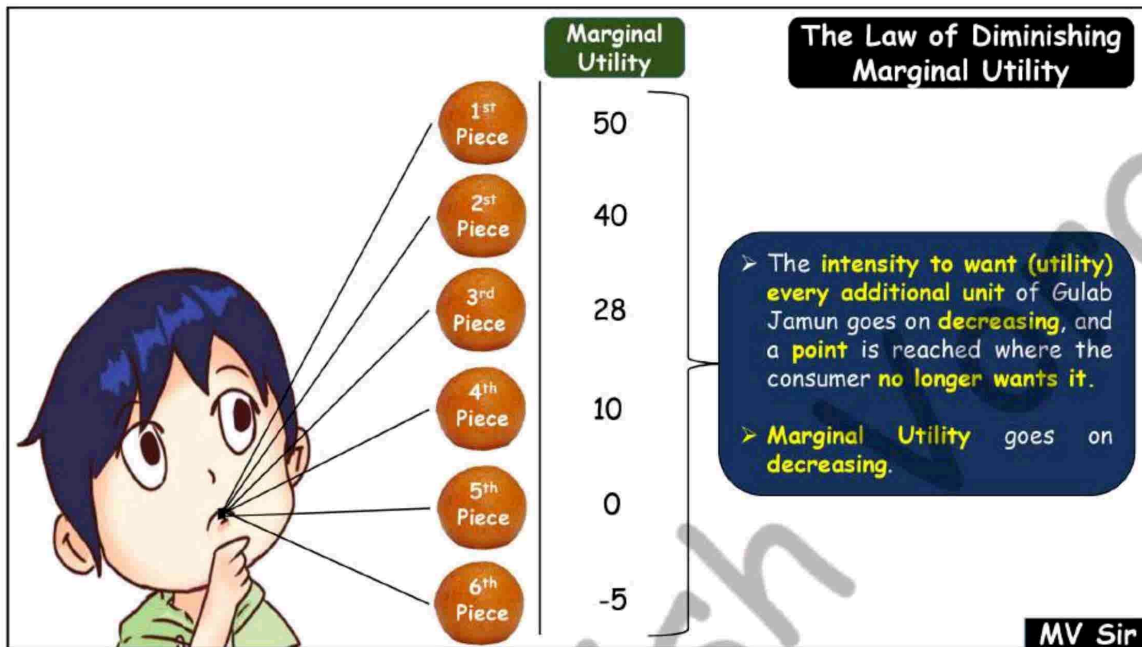 Marginal
Utility
The Law of Diminishing
Marginal Utility
1st
Piece
50
2st
Piece
40
3rd
Piece
28
4th
Piece
10
5th
Piece
0
6th
Piece
-5
➢ The intensity to want (utility)
every additional unit of Gulab
Jamun goes on decreasing, and
a point is reached where the
consumer no longer wants it.
➢ Marginal Utility goes on
decreasing.
MV Sir